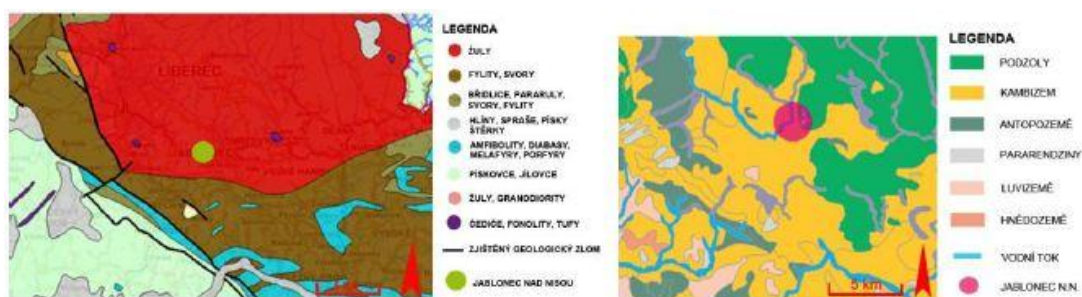 LIBEREC
LEGENDA
ŽULY
FYLITY, SVORY
BŘIDLICE, PARARULY,
SVORY, FYLITY
HLÍNY, SPRAŠE, PÍSKY
ŠTĚRKY
AMFIBOLITY, DIABASY,
MELAFYRY, PORFYRY
PÍSKOVCE, JÍLOVCE
ŽULY, GRANODIORITY
ČEDIČE, FONOLITY, TUFY
ZJIŠTĚNÝ GEOLOGICKÝ ZLOM
JABLONEC NAD NISOU
5 km
LEGENDA
PODZOLY
KAMBIZEM
ANTOPOZEMĚ
PARARENDZINY
LUVIZEMĚ
HNĚDOZEMĚ
VODNÍ TOK
JABLONEC N.N.